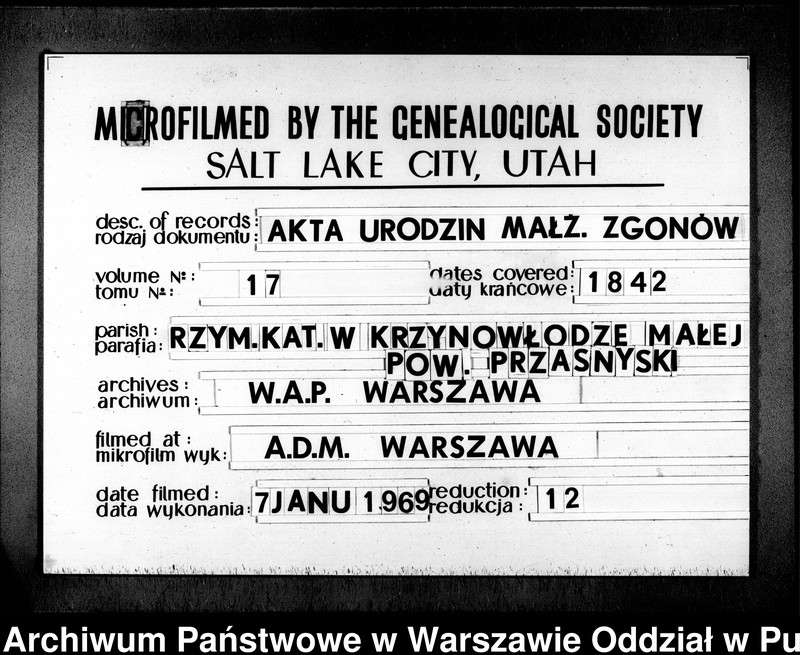 MICROFILMED BY THE GENEALOGICAL SOCIETY
SALT LAKE CITY, UTAH
desc. of records: AKTA URODZIN MAŁŻ. ZGONÓW
rodzaj dokumentu:
volume №: 17 dates covered: 1842
tomu №: daty krańcowe:
parish: RZYM.KAT. W KRZYNOWŁODZE MAŁEJ
parafia: POW. PRZASNYSKI
archives: W.A.P. WARSZAWA
archiwum:
filmed at: A.D.M. WARSZAWA
mikrofilm wyk:
date filmed: 7 JANU 1969 reduction: 12
data wykonania: redukcja:
Archiwum Państwowe w Warszawie Oddział w Pu